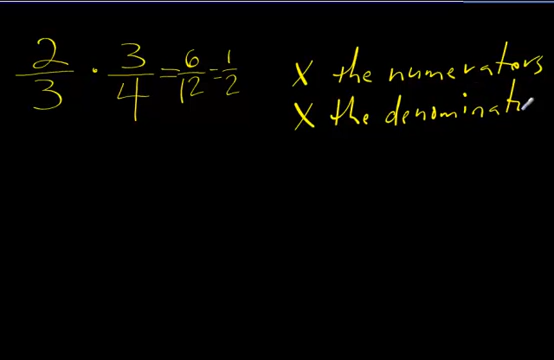 2/3 · 3/4 = 6/12 = 1/2
X the numerators
X the denominat